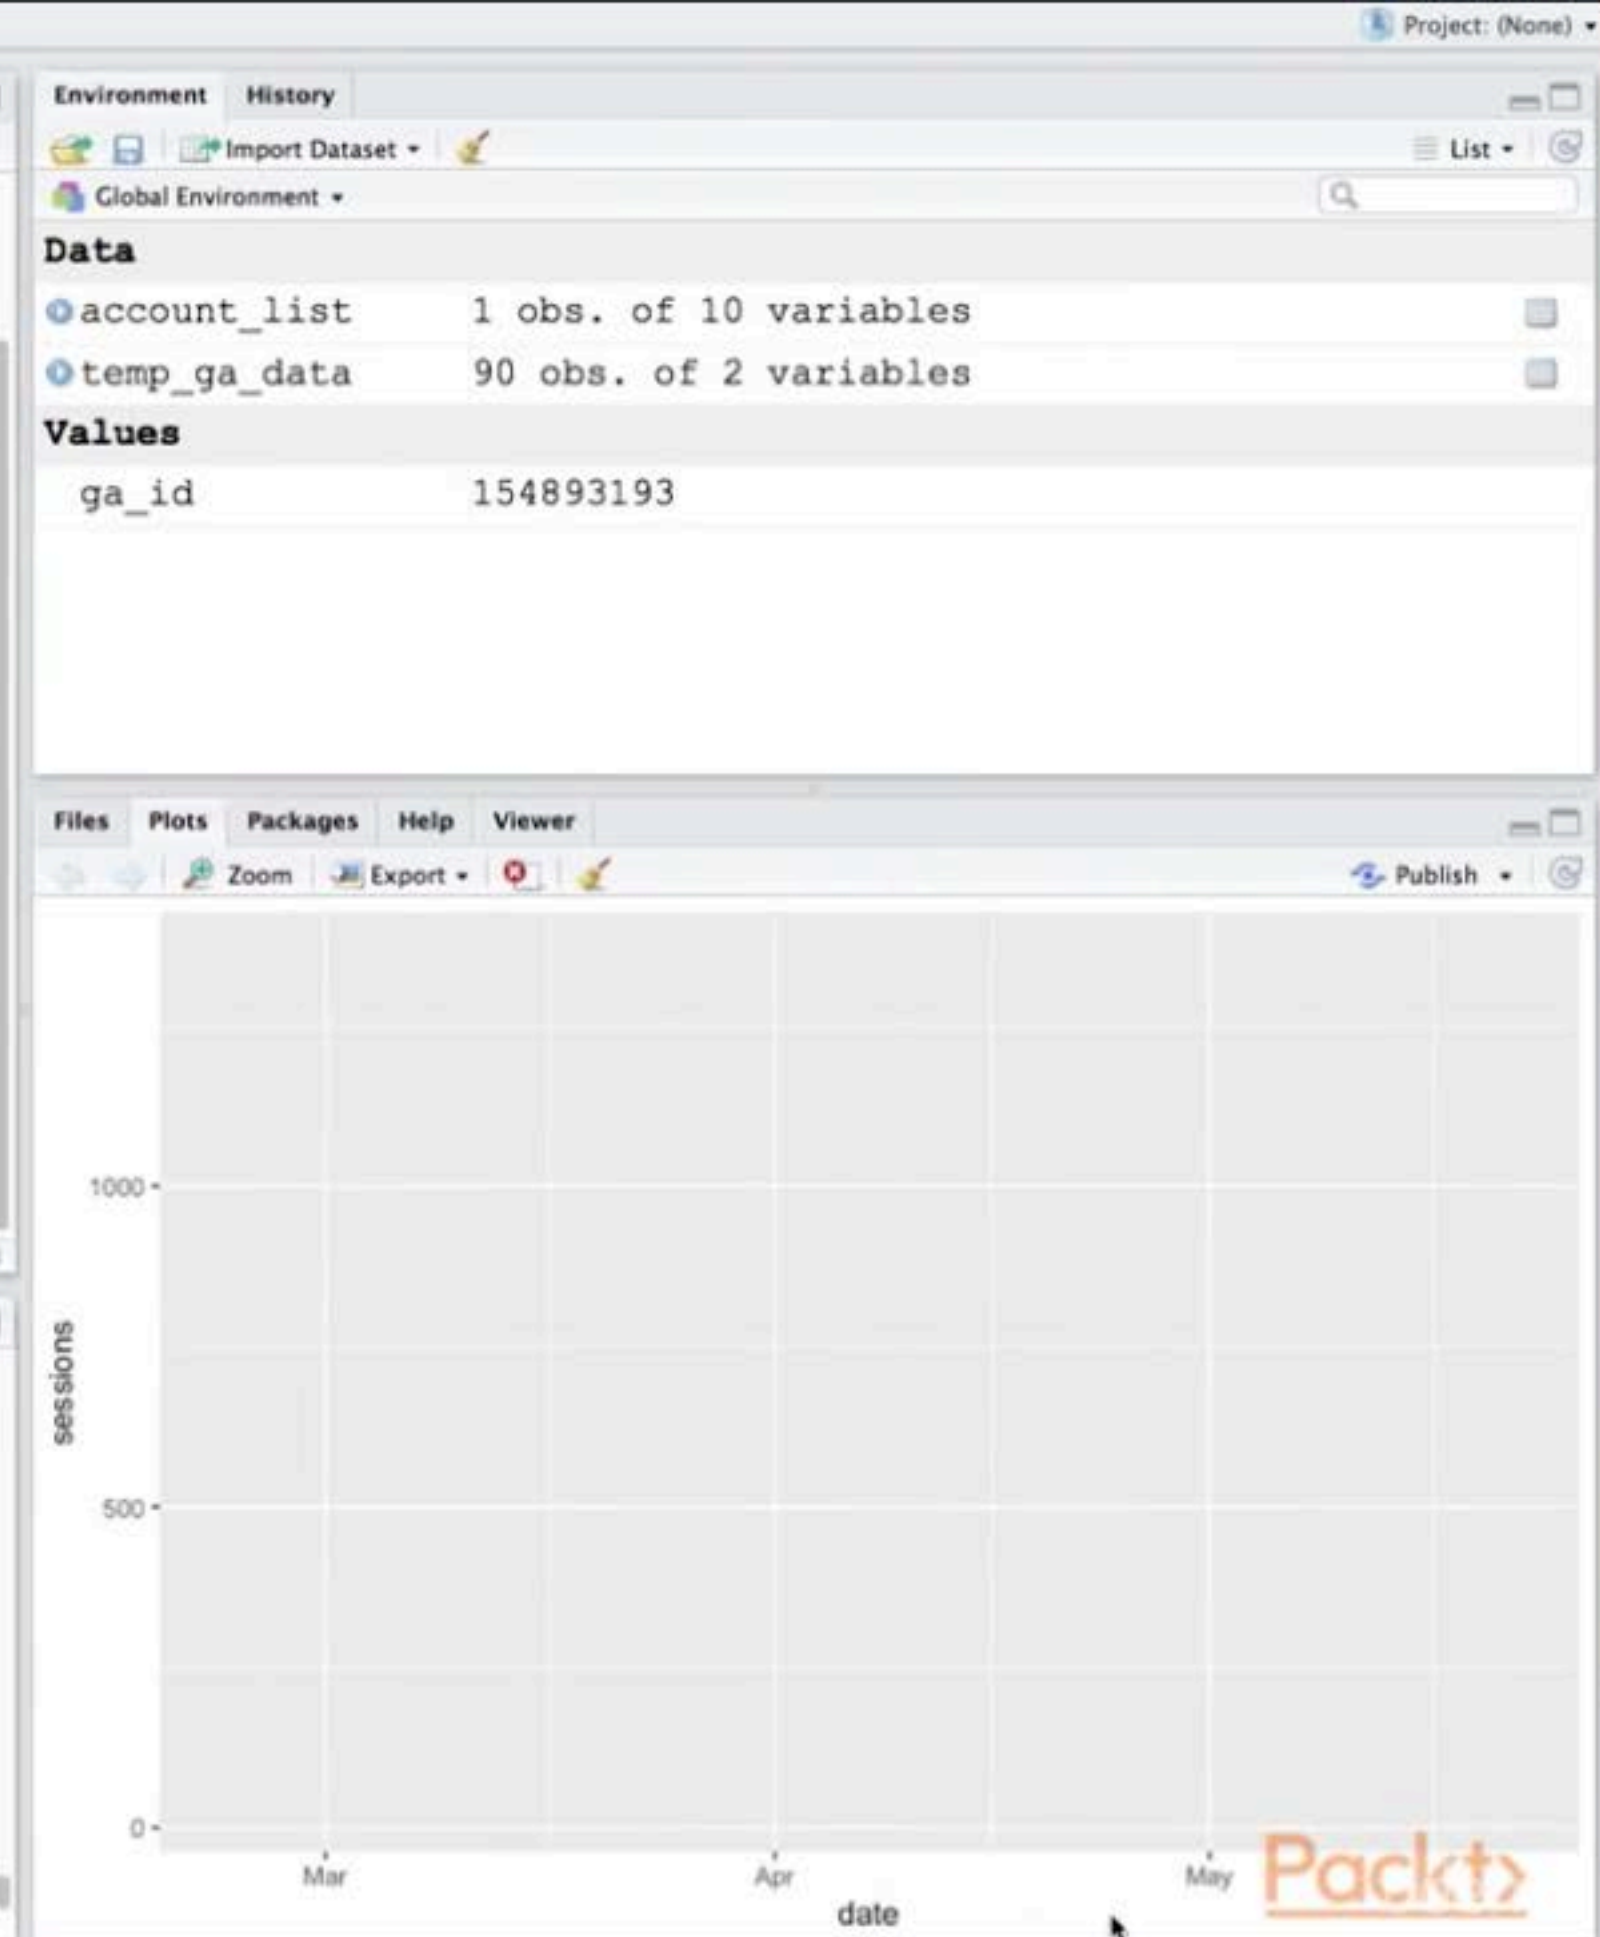 Project: (None)
Environment History
Import Dataset List
Global Environment
Data
account_list 1 obs. of 10 variables
temp_ga_data 90 obs. of 2 variables
Values
ga_id 154893193
Files Plots Packages Help Viewer
Zoom Export Publish
1000
sessions
500
0
Mar Apr May
date
Packt>